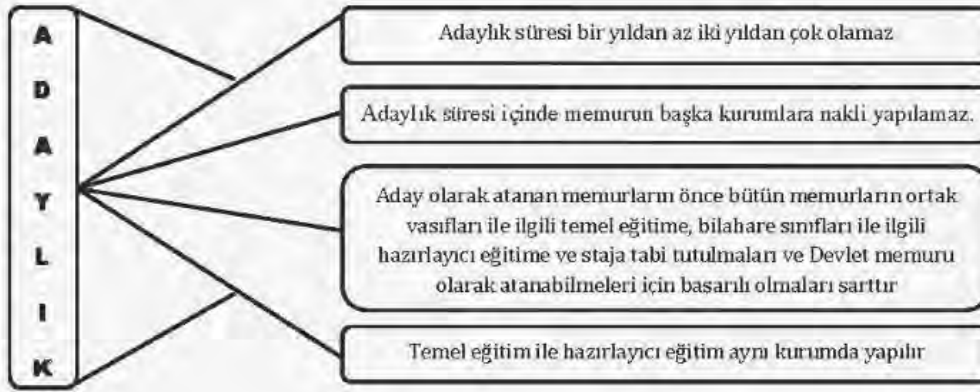 ADAYLIK
Adaylık süresi bir yıldan az iki yıldan çok olamaz
Adaylık süresi içinde memurun başka kurumlara nakli yapılamaz.
Aday olarak atanan memurların önce bütün memurların ortak
vasıfları ile ilgili temel eğitime, bilahare sınıfları ile ilgili
hazırlayıcı eğitime ve staja tabi tutulmaları ve Devlet memuru
olarak atanabilmeleri için başarılı olmaları şarttır
Temel eğitim ile hazırlayıcı eğitim aynı kurumda yapılır